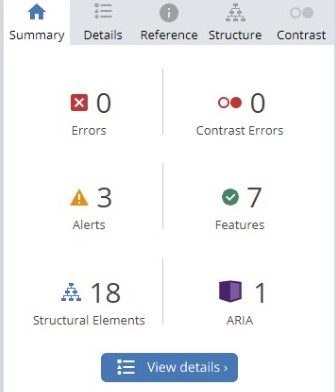 Summary Details Reference Structure Contrast
0 0
Errors Contrast Errors
3 7
Alerts Features
18 1
Structural Elements ARIA
View details ›